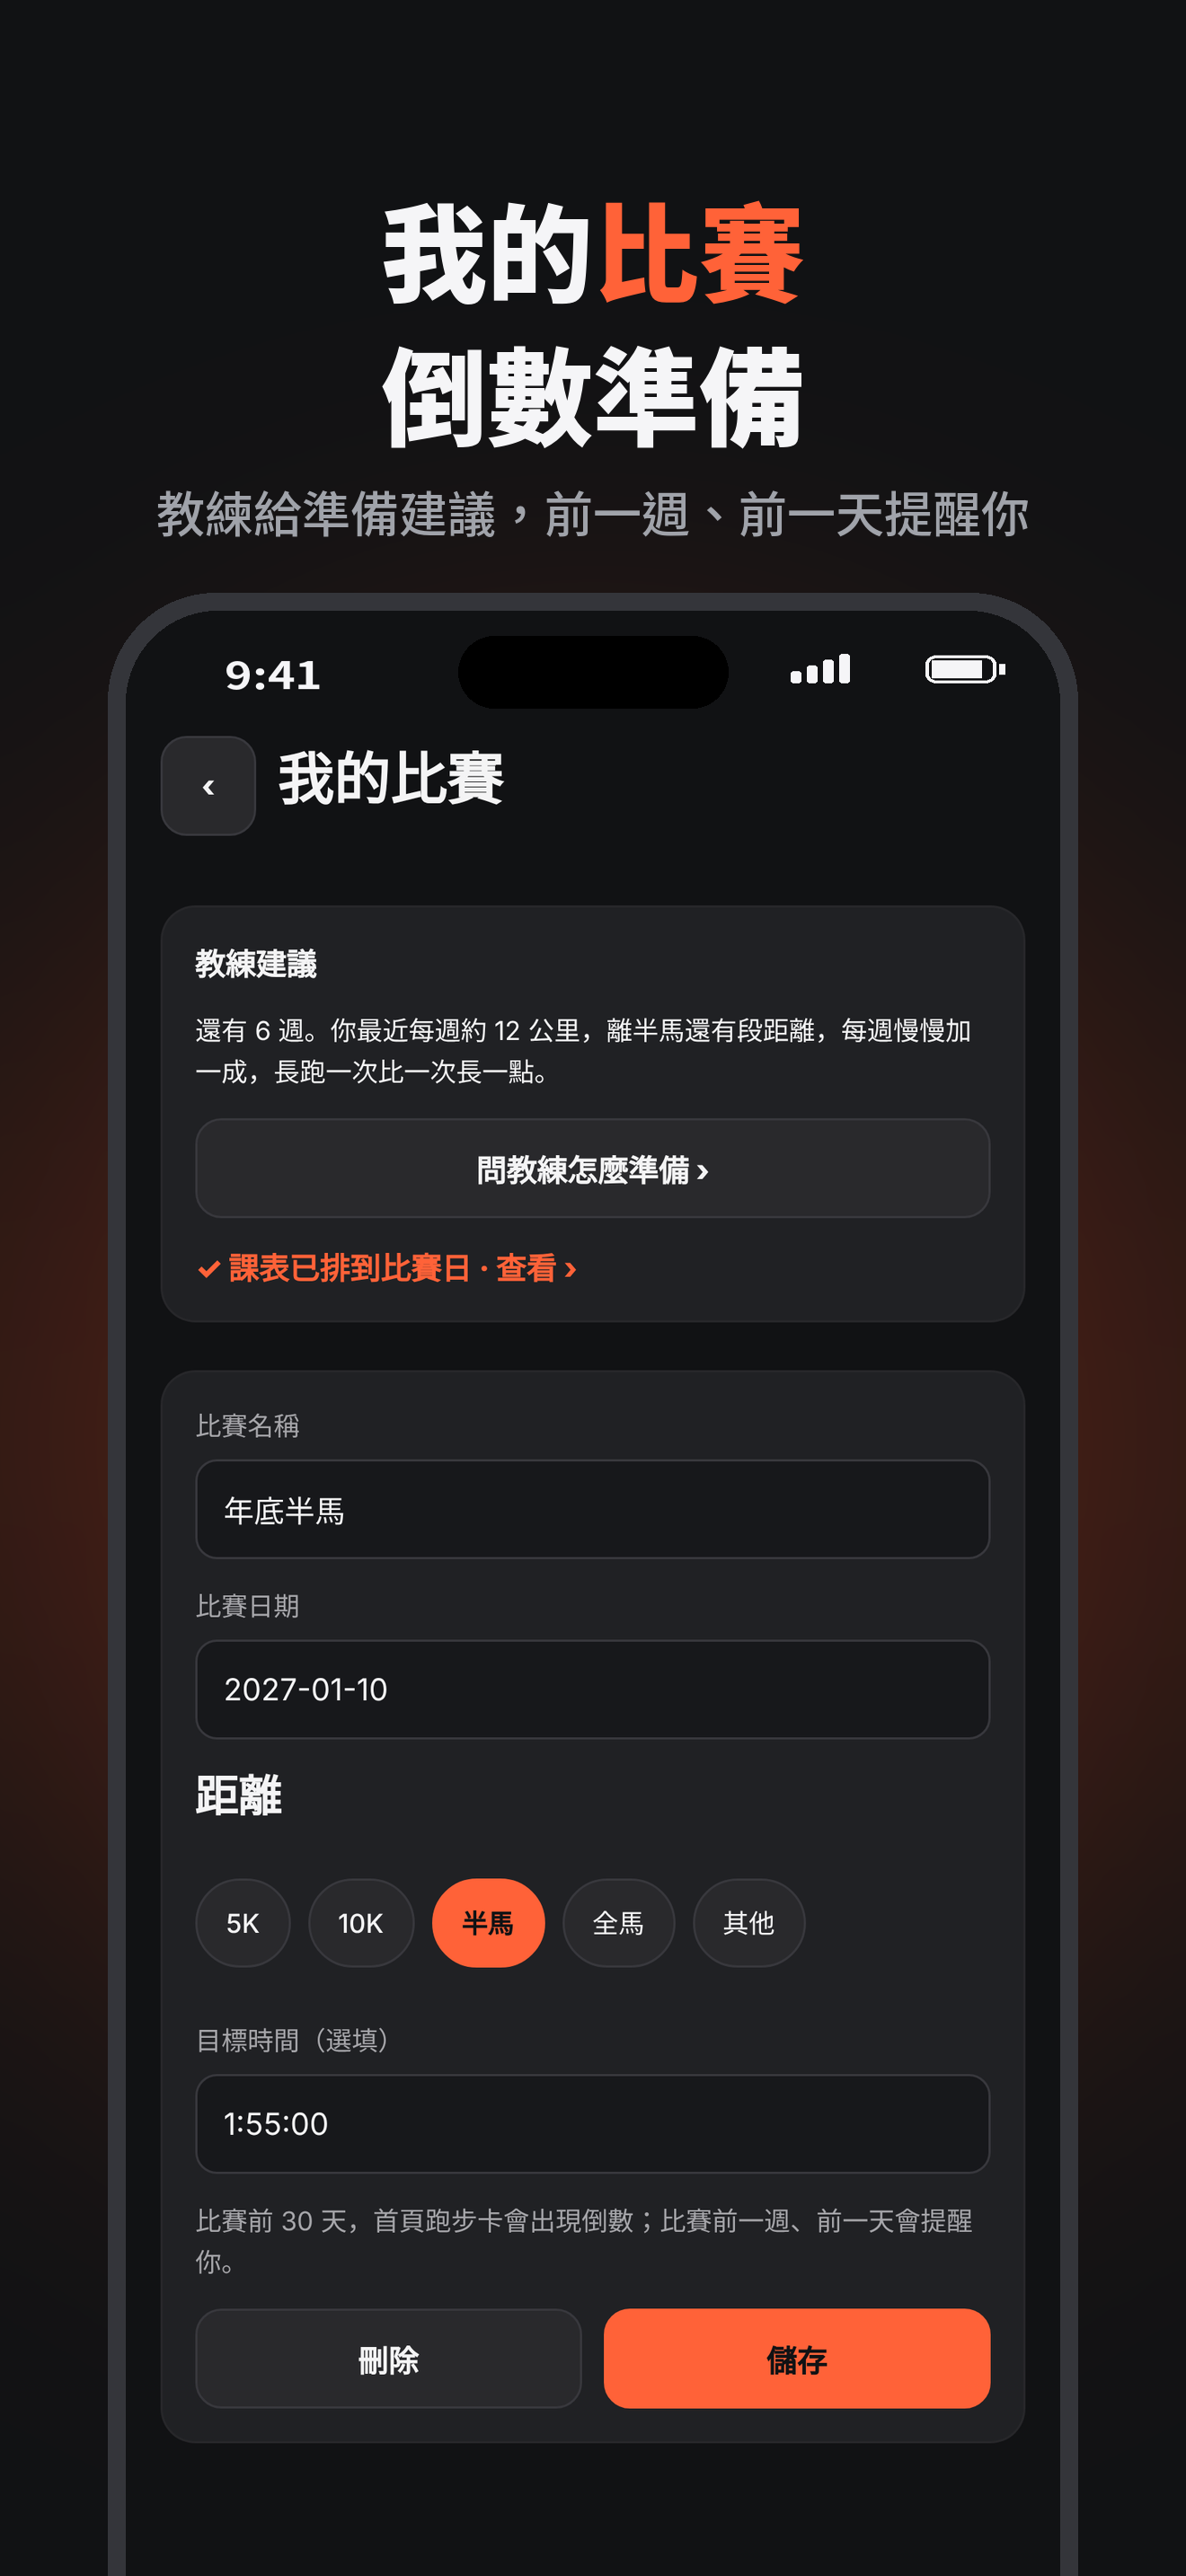 我的比賽
倒數準備
教練給準備建議，前一週、前一天提醒你
9:41
‹ 我的比賽
教練建議
還有 6 週。你最近每週約 12 公里，離半馬還有段距離，每週慢慢加
一成，長跑一次比一次長一點。
問教練怎麼準備 ›
✓ 課表已排到比賽日 · 查看 ›
比賽名稱
年底半馬
比賽日期
2027-01-10
距離
5K 10K 半馬 全馬 其他
目標時間（選填）
1:55:00
比賽前 30 天，首頁跑步卡會出現倒數；比賽前一週、前一天會提醒
你。
刪除 儲存